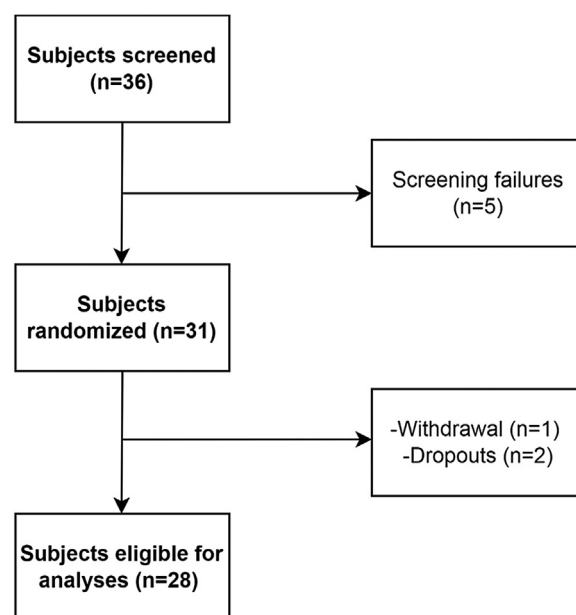 Subjects screened
(n=36)
Screening failures
(n=5)
Subjects
randomized (n=31)
-Withdrawal (n=1)
-Dropouts (n=2)
Subjects eligible for
analyses (n=28)